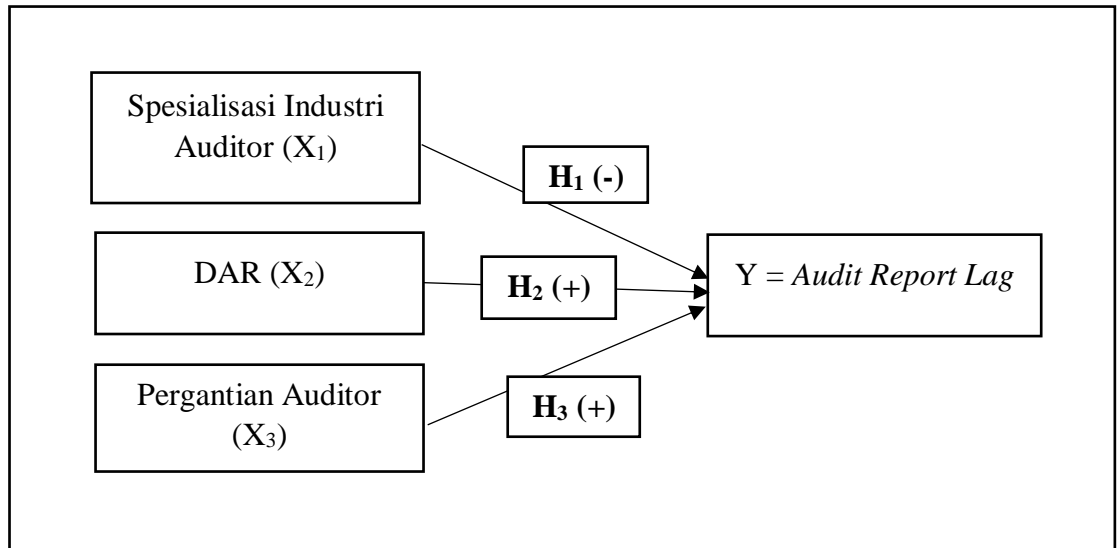 Spesialisasi Industri
Auditor (X₁)
H₁ (-)
DAR (X₂)
H₂ (+)
Y = Audit Report Lag
Pergantian Auditor
(X₃)
H₃ (+)